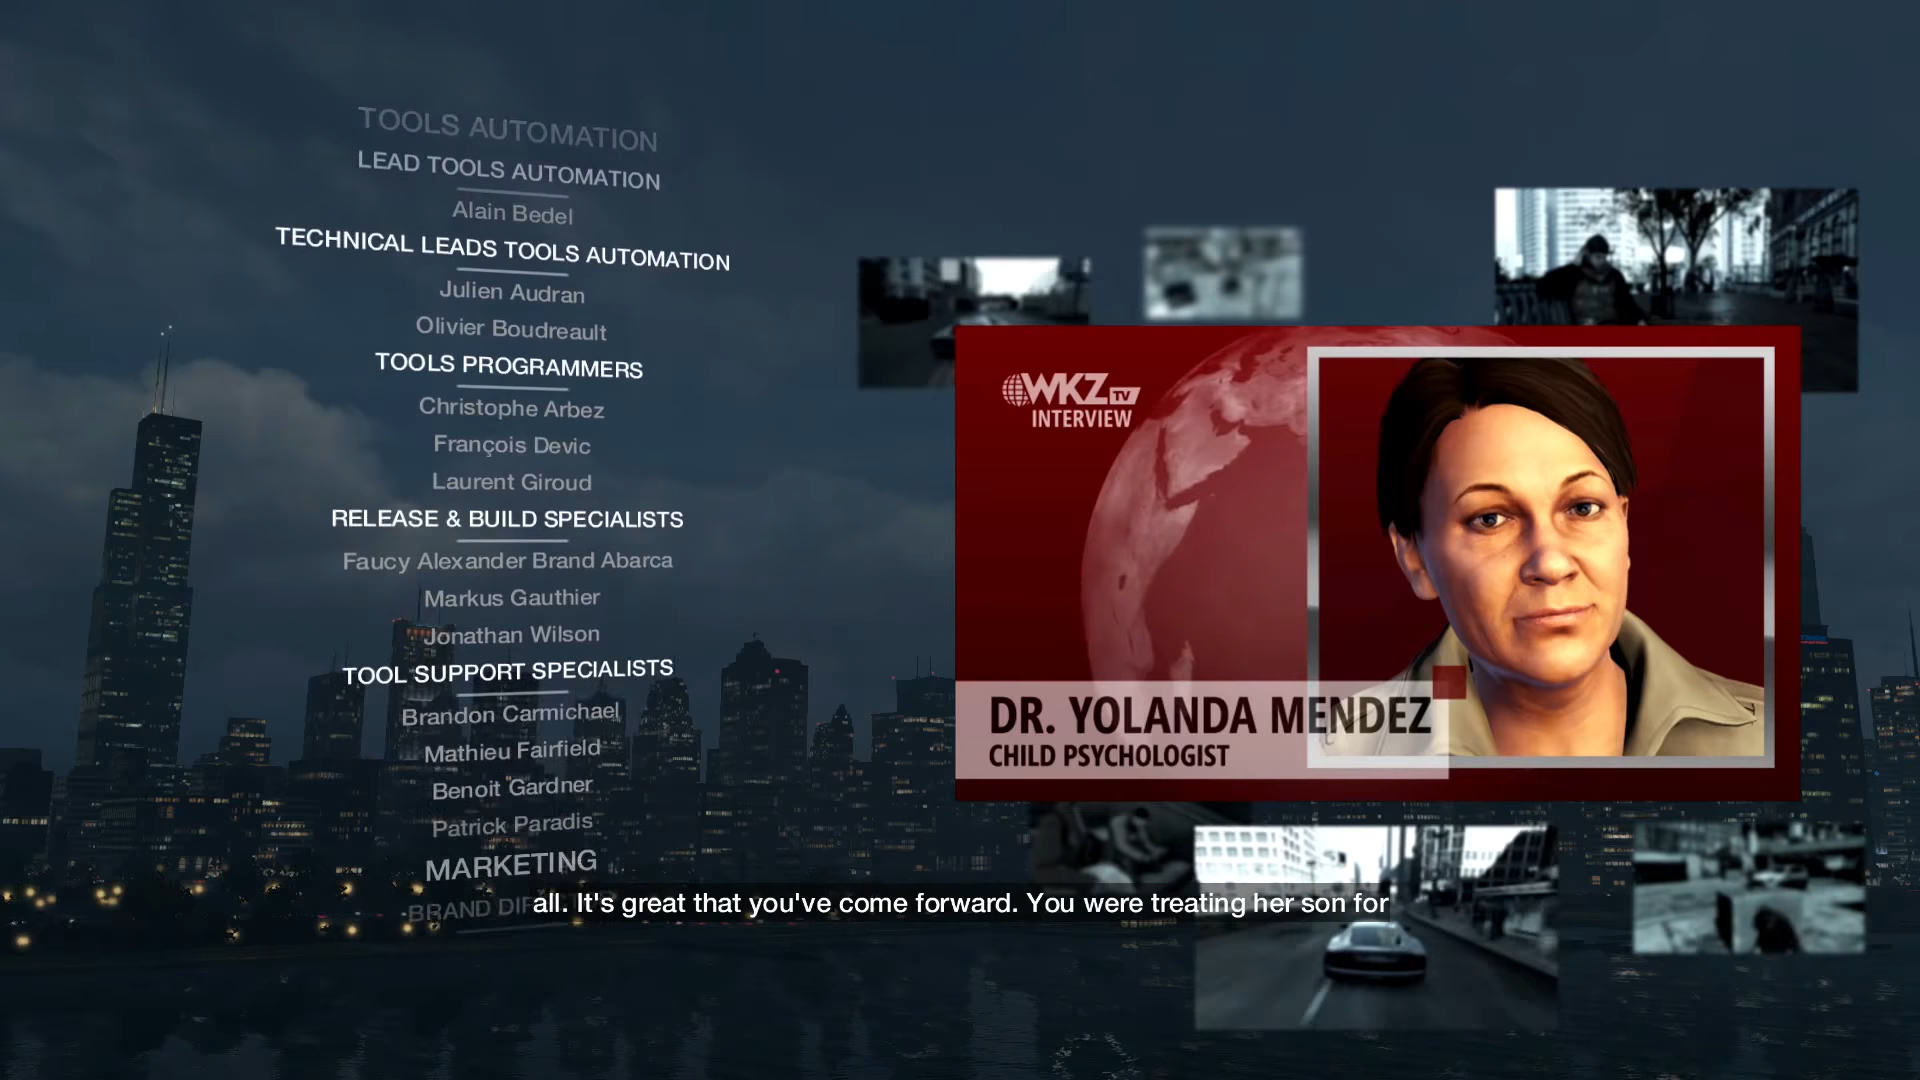 TOOLS AUTOMATION
LEAD TOOLS AUTOMATION
Alain Bedel
TECHNICAL LEADS TOOLS AUTOMATION
Julien Audran
Olivier Boudreault
TOOLS PROGRAMMERS
Christophe Arbez
François Devic
Laurent Giroud
RELEASE & BUILD SPECIALISTS
Faucy Alexander Brand Abarca
Markus Gauthier
Jonathan Wilson
TOOL SUPPORT SPECIALISTS
Brandon Carmichael
Mathieu Fairfield
Benoit Gardner
Patrick Paradis
MARKETING
BRAND
WKZ TV
INTERVIEW
DR. YOLANDA MENDEZ
CHILD PSYCHOLOGIST
all. It's great that you've come forward. You were treating her son for